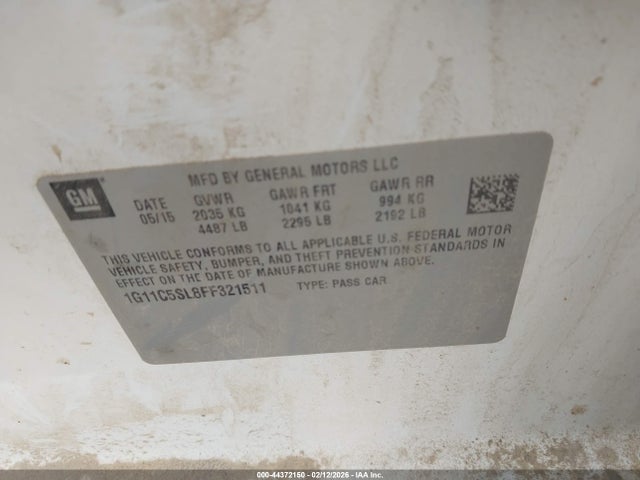 GM
MFD BY GENERAL MOTORS LLC
DATE GVWR GAWR FRT GAWR RR
05/15 2035 KG 1041 KG 994 KG
4487 LB 2295 LB 2192 LB
THIS VEHICLE CONFORMS TO ALL APPLICABLE U.S. FEDERAL MOTOR
VEHICLE SAFETY, BUMPER, AND THEFT PREVENTION STANDARDS IN
EFFECT ON THE DATE OF MANUFACTURE SHOWN ABOVE.
1G11C5SL8FF321511 TYPE: PASS CAR
000-44372150 - 02/12/2026 - IAA Inc.